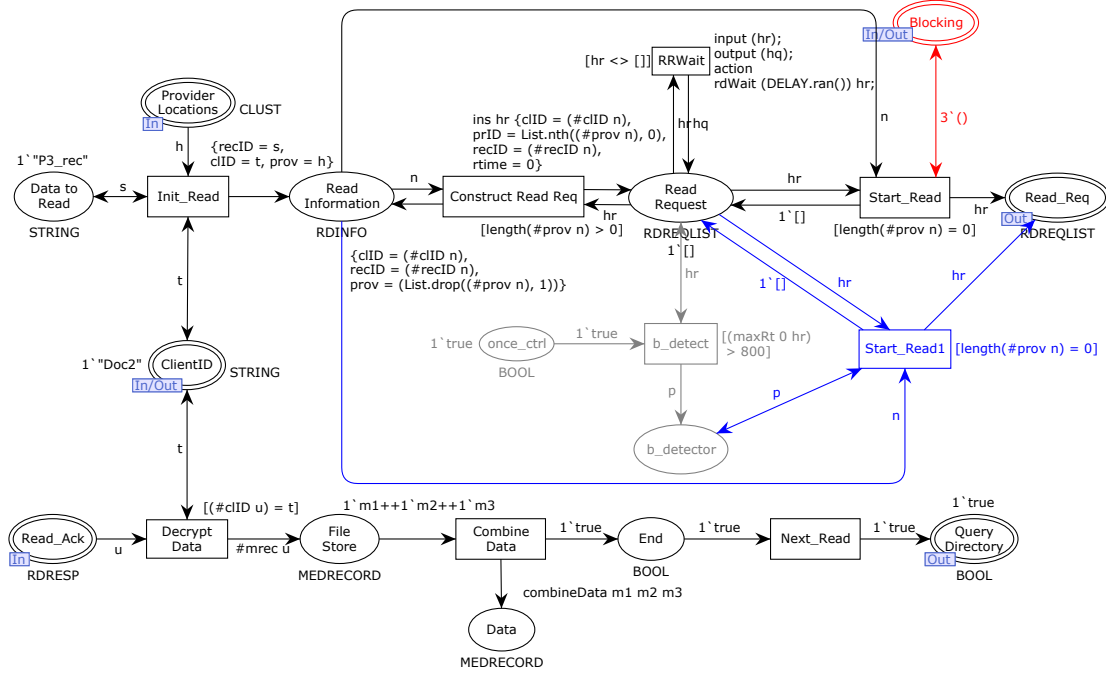 Blocking
In/Out
input (hr);
output (hq);
action
rdWait (DELAY.ran()) hr;
[hr <> []]
RRWait
Provider
Locations
In
CLUST
h
n
3`()
hr
hq
ins hr {clID = (#clID n),
prID = List.nth((#prov n), 0),
recID = (#recID n),
rtime = 0}
{recID = s,
clID = t, prov = h}
1`"P3_rec"
Data to
Read
STRING
s
Init_Read
Read
Information
RDINFO
n
Construct Read Req
hr
[length(#prov n) > 0]
Read
Request
RDREQLIST
1`[]
hr
1`[]
Start_Read
[length(#prov n) = 0]
hr
Read_Req
Out
RDREQLIST
{clID = (#clID n),
recID = (#recID n),
prov = (List.drop((#prov n), 1))}
t
hr
1`[]
hr
hr
1`true
once_ctrl
BOOL
1`true
b_detect
[(maxRt 0 hr)
> 800]
Start_Read1
[length(#prov n) = 0]
1`"Doc2"
ClientID
In/Out
STRING
p
p
n
b_detector
t
[(#clID u) = t]
1`m1++1`m2++1`m3
1`true
Read_Ack
In
RDRESP
u
Decrypt
Data
#mrec u
File
Store
MEDRECORD
Combine
Data
1`true
End
BOOL
1`true
Next_Read
1`true
Query
Directory
Out
BOOL
combineData m1 m2 m3
Data
MEDRECORD